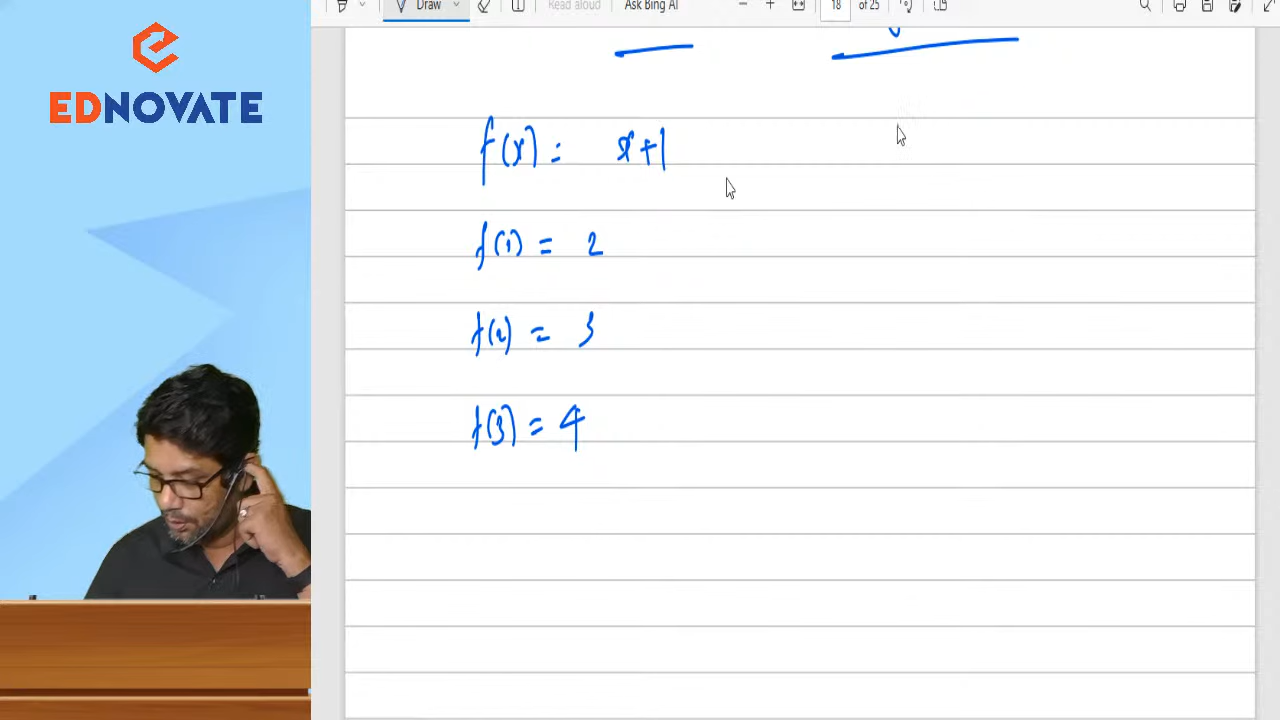 Draw
Read aloud
Ask Bing AI
18 of 25
EDNOVATE
f(x) = x+1
f(1) = 2
f(2) = 3
f(3) = 4